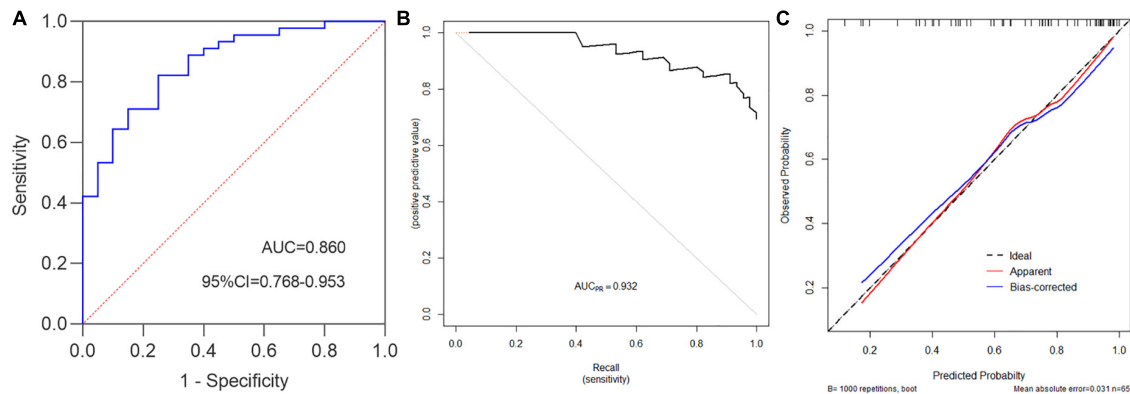 A
1.0
0.8
0.6
0.4
0.2
0.0
Sensitivity
AUC=0.860
95%CI=0.768-0.953
0.0 0.2 0.4 0.6 0.8 1.0
1 - Specificity
B
1.0
0.8
0.6
0.4
0.2
0.0
(positive predictive value)
AUCPR = 0.932
0.0 0.2 0.4 0.6 0.8 1.0
Recall
(sensitivity)
C
1.0
0.8
0.6
0.4
0.2
Observed Probability
Ideal
Apparent
Bias-corrected
0.2 0.4 0.6 0.8 1.0
Predicted Probabilty
B= 1000 repetitions, boot
Mean absolute error=0.031 n=65